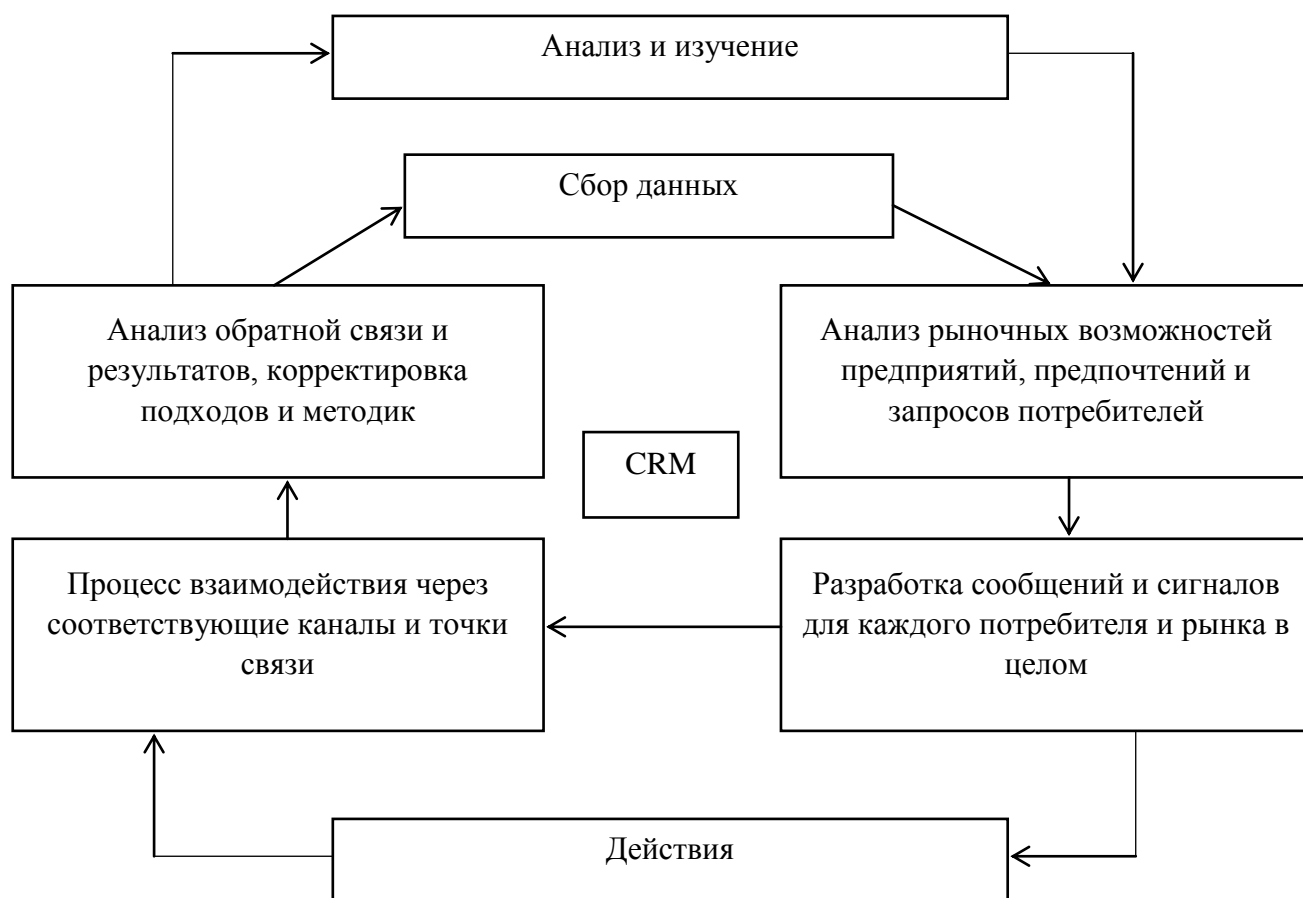 Анализ и изучение
Сбор данных
Анализ обратной связи и
результатов, корректировка
подходов и методик
Анализ рыночных возможностей
предприятий, предпочтений и
запросов потребителей
CRM
Процесс взаимодействия через
соответствующие каналы и точки
связи
Разработка сообщений и сигналов
для каждого потребителя и рынка в
целом
Действия